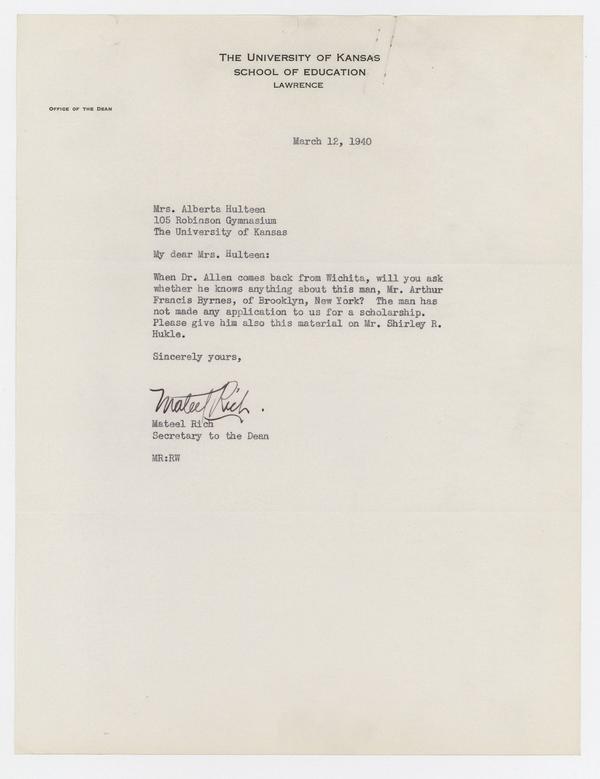 THE UNIVERSITY OF KANSAS
SCHOOL OF EDUCATION
LAWRENCE
OFFICE OF THE DEAN
March 12, 1940
Mrs. Alberta Hulteen
105 Robinson Gymnasium
The University of Kansas
My dear Mrs. Hulteen:
When Dr. Allen comes back from Wichita, will you ask
whether he knows anything about this man, Mr. Arthur
Francis Byrnes, of Brooklyn, New York? The man has
not made any application to us for a scholarship.
Please give him also this material on Mr. Shirley R.
Hukle.
Sincerely yours,
Mateel Rich.
Mateel Rich
Secretary to the Dean
MR:RW